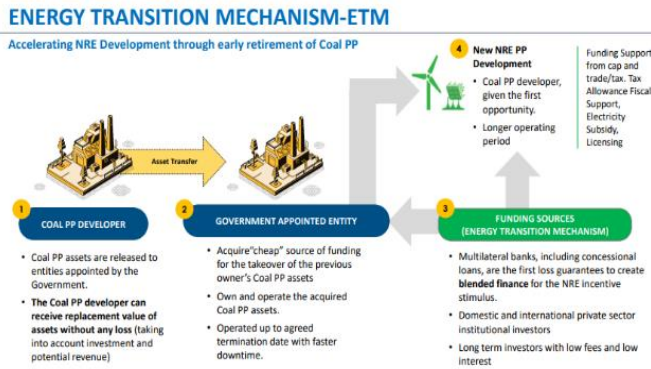 ENERGY TRANSITION MECHANISM-ETM
Accelerating NRE Development through early retirement of Coal PP
Asset Transfer
1
COAL PP DEVELOPER
• Coal PP assets are released to
entities appointed by the
Government.
• The Coal PP developer can
receive replacement value of
assets without any loss (taking
into account investment and
potential revenue)
2
GOVERNMENT APPOINTED ENTITY
• Acquire"cheap" source of funding
for the takeover of the previous
owner's Coal PP assets
• Own and operate the acquired
Coal PP assets.
• Operated up to agreed
termination date with faster
downtime.
3
FUNDING SOURCES
(ENERGY TRANSITION MECHANISM)
• Multilateral banks, including concessional
loans, are the first loss guarantees to create
blended finance for the NRE incentive
stimulus.
• Domestic and international private sector
institutional investors
• Long term investors with low fees and low
interest
4
New NRE PP
Development
• Coal PP developer,
given the first
opportunity.
• Longer operating
period
Funding Support
from cap and
trade/tax. Tax
Allowance Fiscal
Support,
Electricity
Subsidy,
Licensing